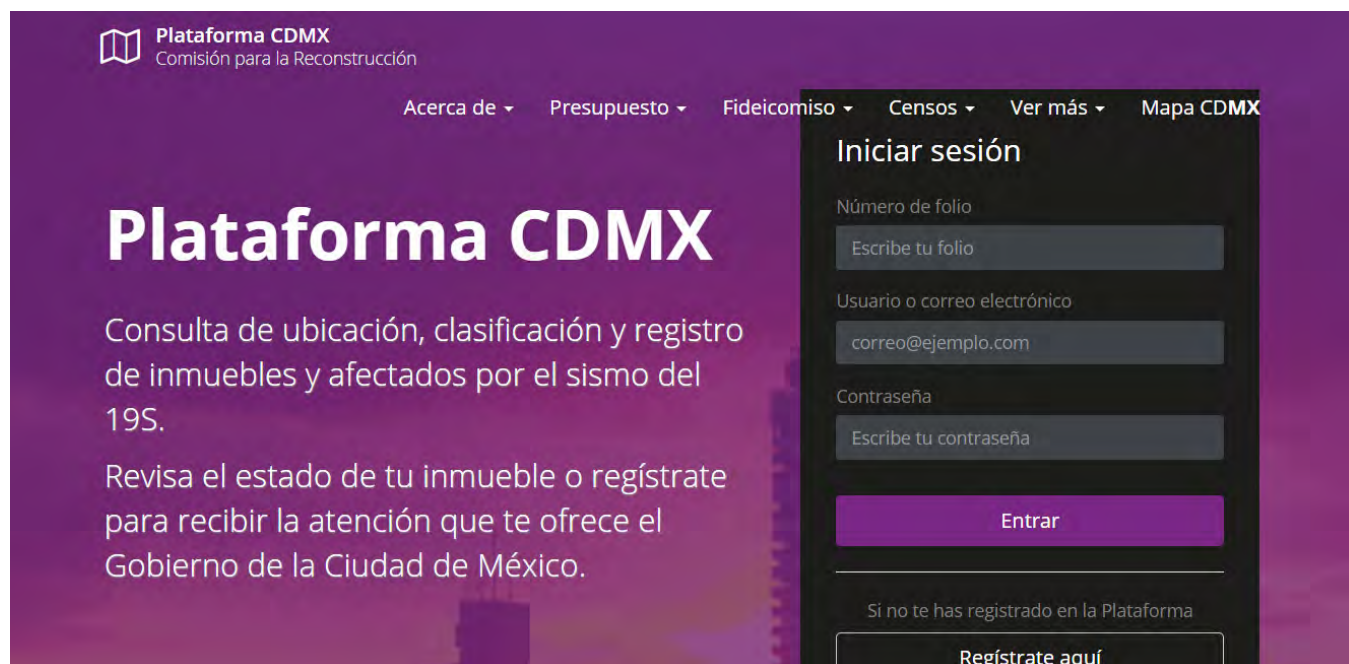 Plataforma CDMX
Comisión para la Reconstrucción
Acerca de
Presupuesto
Fideicomiso
Censos
Ver más
Mapa CDMX
Plataforma CDMX
Consulta de ubicación, clasificación y registro
de inmuebles y afectados por el sismo del
19S.
Revisa el estado de tu inmueble o regístrate
para recibir la atención que te ofrece el
Gobierno de la Ciudad de México.
Iniciar sesión
Número de folio
Escribe tu folio
Usuario o correo electrónico
correo@ejemplo.com
Contraseña
Escribe tu contraseña
Entrar
Si no te has registrado en la Plataforma
Regístrate aquí